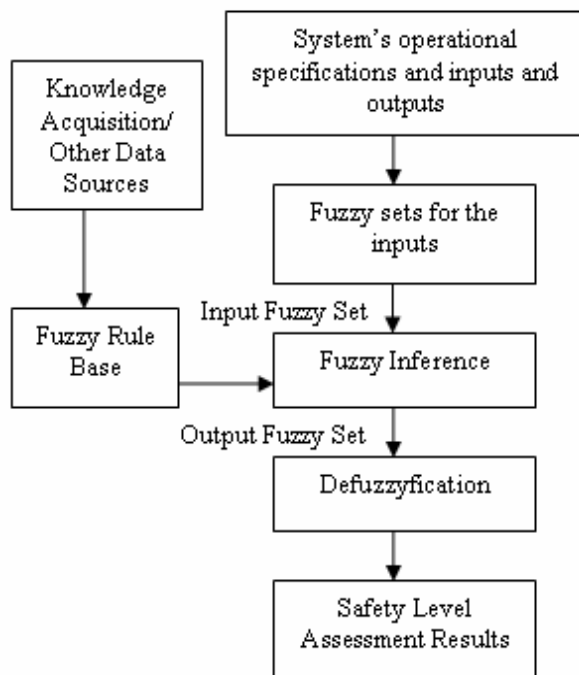 System's operational
specifications and inputs and
outputs
Knowledge
Acquisition/
Other Data
Sources
Fuzzy sets for the
inputs
Input Fuzzy Set
Fuzzy Rule
Base
Fuzzy Inference
Output Fuzzy Set
Defuzzyfication
Safety Level
Assessment Results